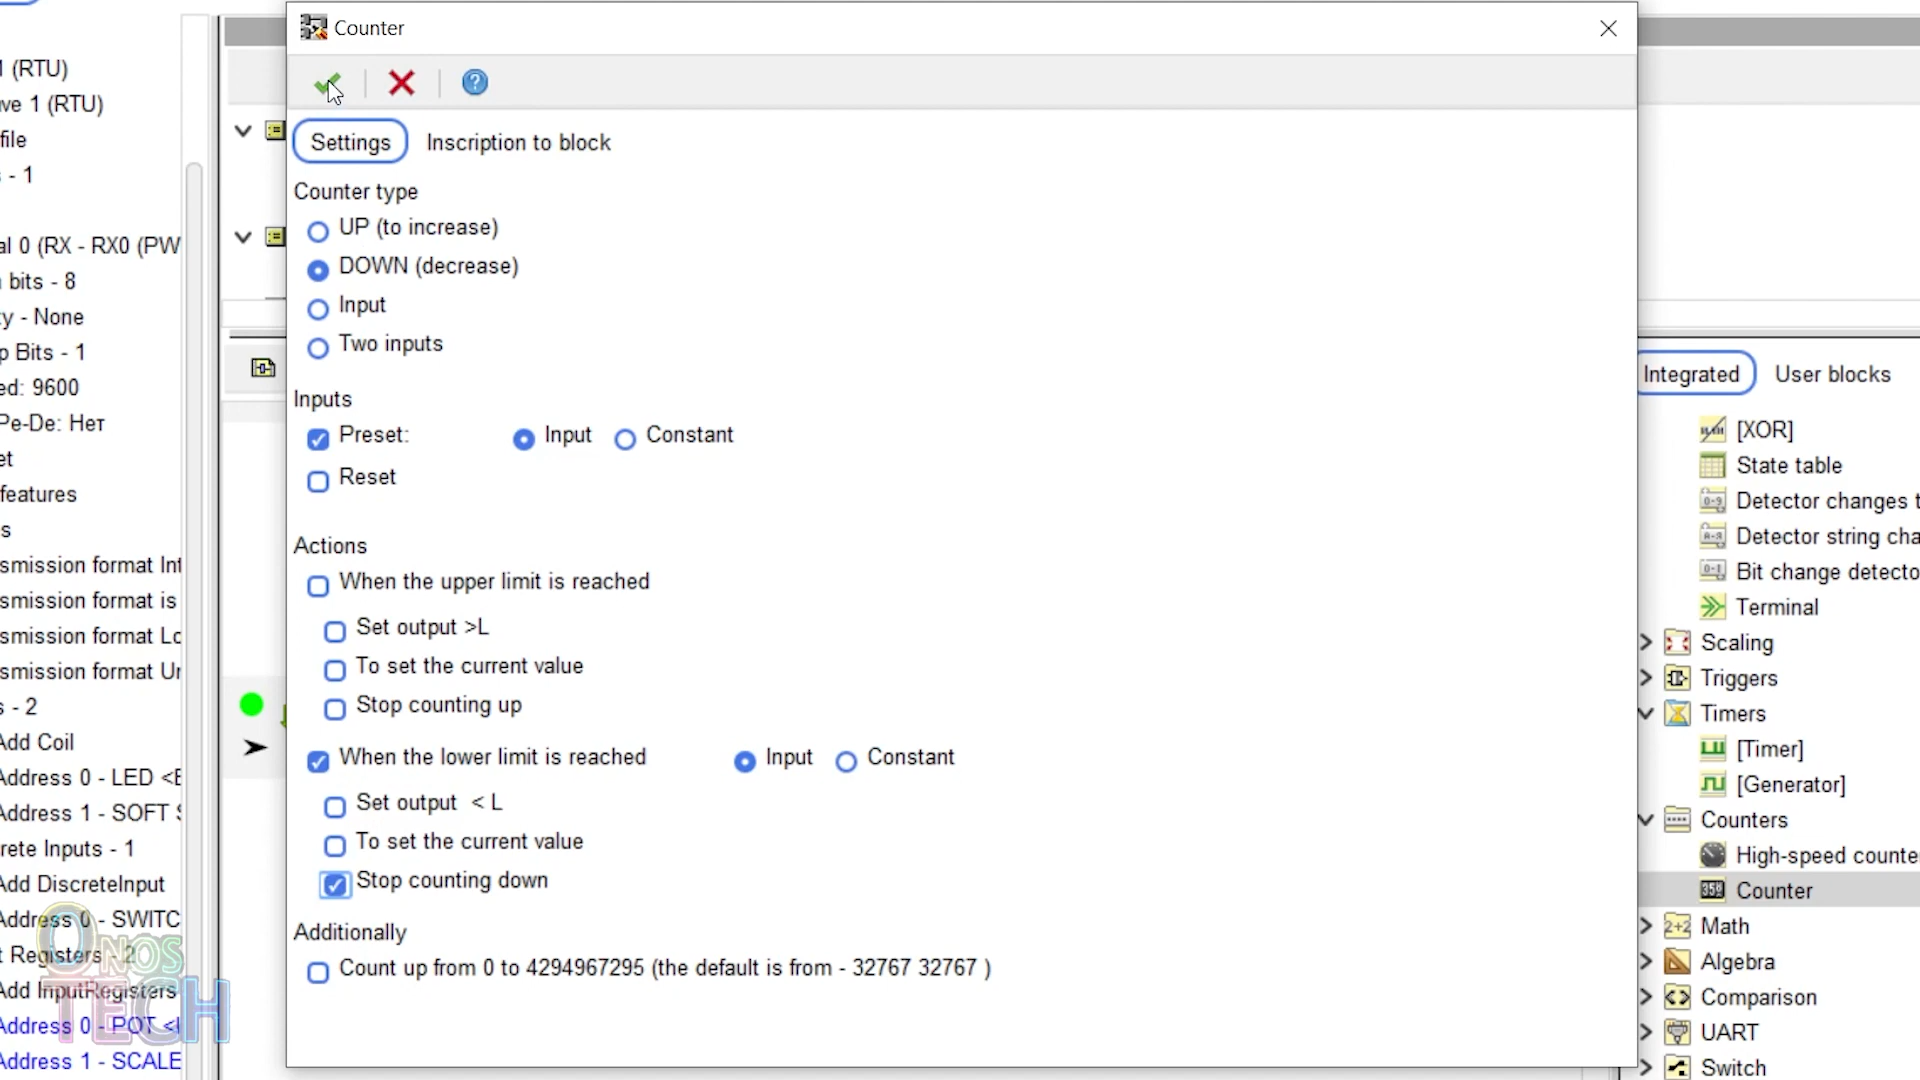 Counter
Settings
Inscription to block
Counter type
UP (to increase)
DOWN (decrease)
Input
Two inputs
Inputs
Preset:
Input
Constant
Reset
Actions
When the upper limit is reached
Set output >L
To set the current value
Stop counting up
When the lower limit is reached
Input
Constant
Set output < L
To set the current value
Stop counting down
Additionally
Count up from 0 to 4294967295 (the default is from - 32767 32767 )
(RTU)
ve 1 (RTU)
file
- 1
al 0 (RX - RX0 (PW
bits - 8
y - None
p Bits - 1
ed: 9600
Pe-De: Нет
et
features
s
smission format Int
smission format is
smission format Lo
smission format Un
s - 2
Add Coil
Address 0 - LED <B
Address 1 - SOFT S
rete Inputs - 1
Add DiscreteInput
Address 0 - SWITC
t Registers - 2
Add InputRegisters
Address 0 - POT <I
Address 1 - SCALE
ONOS
TECH
Integrated
User blocks
[XOR]
State table
Detector changes t
Detector string cha
Bit change detecto
Terminal
Scaling
Triggers
Timers
[Timer]
[Generator]
Counters
High-speed counte
Counter
Math
Algebra
Comparison
UART
Switch